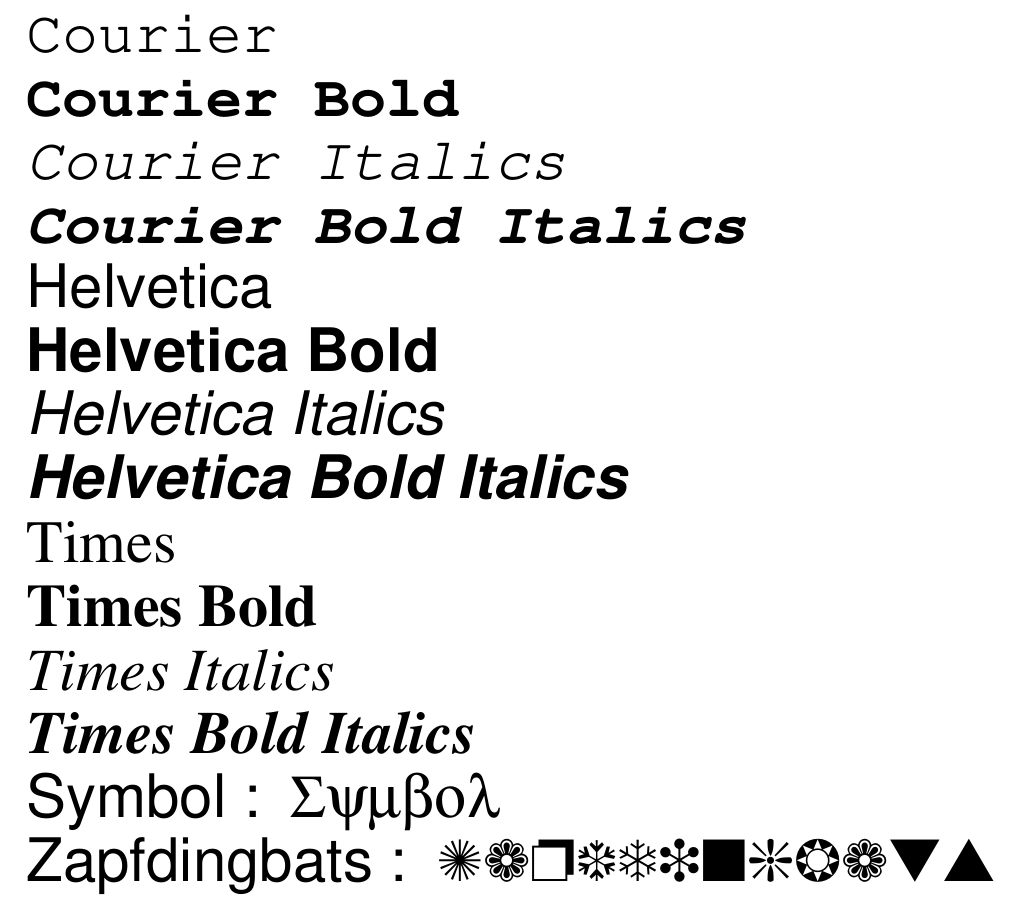 Courier
Courier Bold
Courier Italics
Courier Bold Italics
Helvetica
Helvetica Bold
Helvetica Italics
Helvetica Bold Italics
Times
Times Bold
Times Italics
Times Bold Italics
Symbol : Σψμβολ
Zapfdingbats : ✺❁❐❆❄❉■❇❂❁▼▲